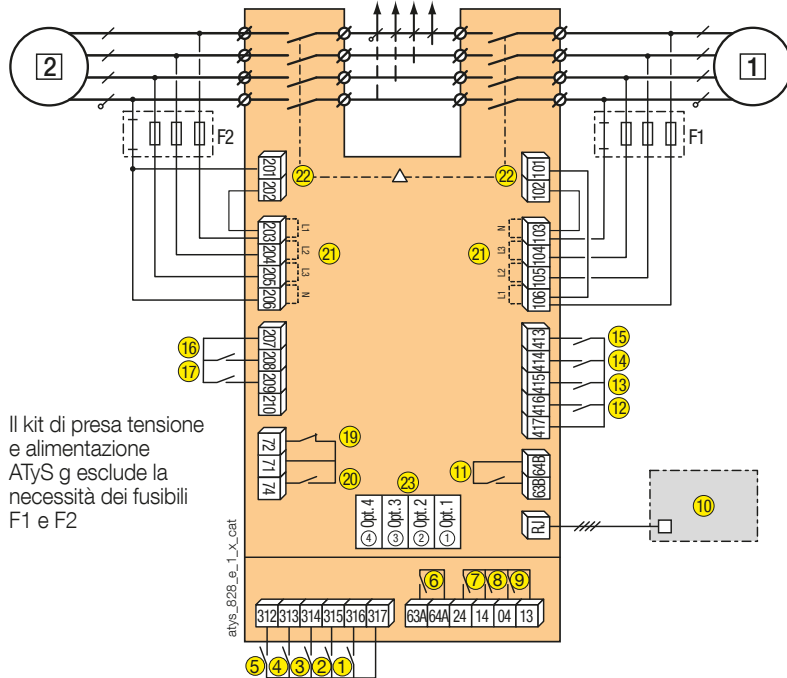 2
1
F2
F1
201
202
22
22
101
102
203
204
205
206
L1
L2
L3
N
21
21
N
L3
L2
L1
103
104
105
106
16
17
207
208
209
210
413
414
415
416
417
15
14
13
12
Il kit di presa tensione
e alimentazione
ATyS g esclude la
necessità dei fusibili
F1 e F2
72
71
74
19
20
11
64B
63B
23
4 Opt. 4
3 Opt. 3
2 Opt. 2
1 Opt. 1
RJ
10
atys_828_e_1_x_cat
6
7
8
9
312
313
314
315
316
317
63A
64A
24
14
04
13
5
4
3
2
1